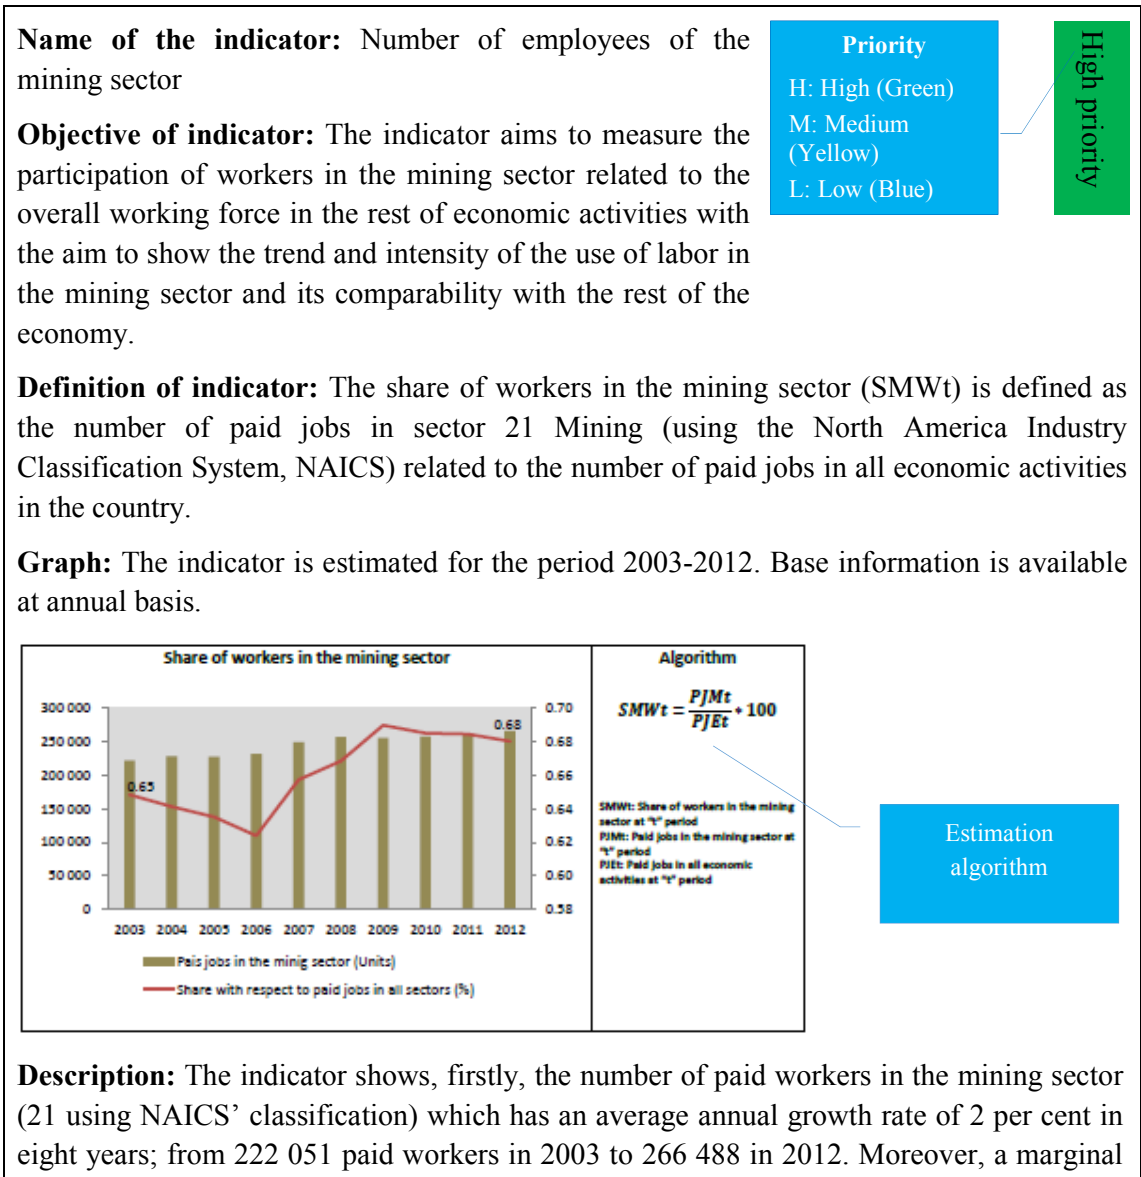 Name of the indicator: Number of employees of the
mining sector
Priority
H: High (Green)
M: Medium
(Yellow)
L: Low (Blue)
High priority
Objective of indicator: The indicator aims to measure the
participation of workers in the mining sector related to the
overall working force in the rest of economic activities with
the aim to show the trend and intensity of the use of labor in
the mining sector and its comparability with the rest of the
economy.
Definition of indicator: The share of workers in the mining sector (SMWt) is defined as
the number of paid jobs in sector 21 Mining (using the North America Industry
Classification System, NAICS) related to the number of paid jobs in all economic activities
in the country.
Graph: The indicator is estimated for the period 2003-2012. Base information is available
at annual basis.
Share of workers in the mining sector
300 000
250 000
200 000
150 000
100 000
50 000
0
0.65
0.68
0.70
0.68
0.66
0.64
0.62
0.60
0.58
2003 2004 2005 2006 2007 2008 2009 2010 2011 2012
Pais jobs in the minig sector (Units)
Share with respect to paid jobs in all sectors (%)
Algorithm
SMWt = PJMt / PJEt * 100
SMWt: Share of workers in the mining
sector at "t" period
PJMt: Paid jobs in the mining sector at
"t" period
PJEt: Paid jobs in all economic
activities at "t" period
Estimation
algorithm
Description: The indicator shows, firstly, the number of paid workers in the mining sector
(21 using NAICS’ classification) which has an average annual growth rate of 2 per cent in
eight years; from 222 051 paid workers in 2003 to 266 488 in 2012. Moreover, a marginal